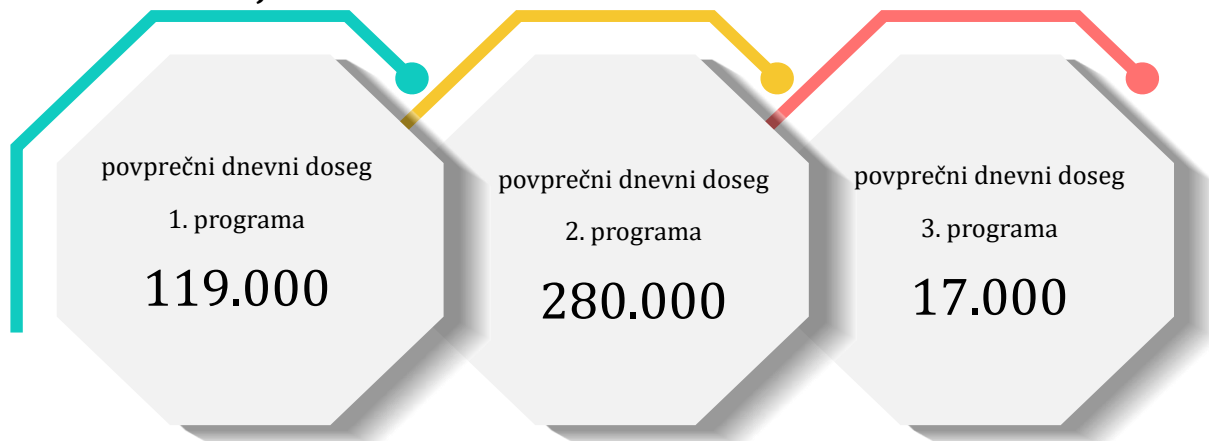 povprečni dnevni doseg
1. programa
119.000
povprečni dnevni doseg
2. programa
280.000
povprečni dnevni doseg
3. programa
17.000